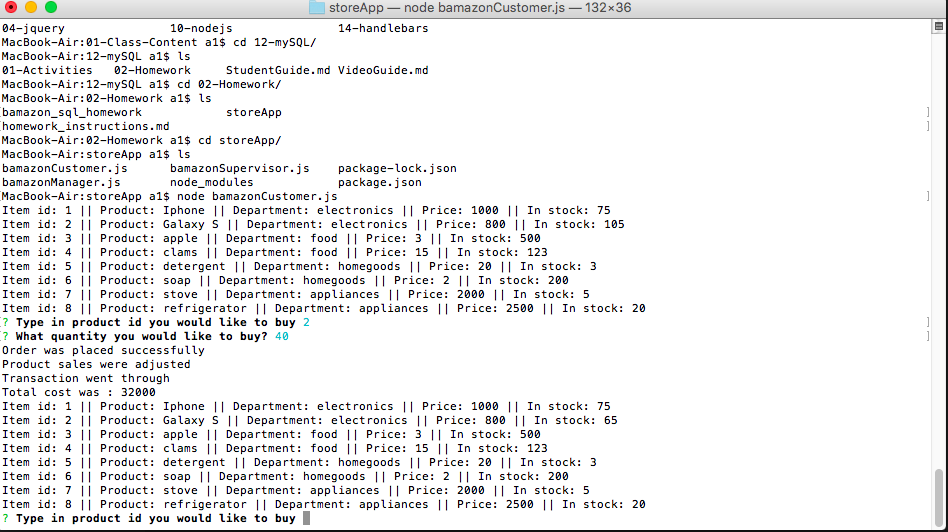 storeApp — node bamazonCustomer.js — 132×36
04-jquery 10-nodejs 14-handlebars
MacBook-Air:01-Class-Content a1$ cd 12-mySQL/
MacBook-Air:12-mySQL a1$ ls
01-Activities 02-Homework StudentGuide.md VideoGuide.md
MacBook-Air:12-mySQL a1$ cd 02-Homework/
MacBook-Air:02-Homework a1$ ls
[bamazon_sql_homework storeApp ]
[homework_instructions.md ]
MacBook-Air:02-Homework a1$ cd storeApp/
MacBook-Air:storeApp a1$ ls
bamazonCustomer.js bamazonSupervisor.js package-lock.json
bamazonManager.js node_modules package.json
[MacBook-Air:storeApp a1$ node bamazonCustomer.js ]
Item id: 1 || Product: Iphone || Department: electronics || Price: 1000 || In stock: 75
Item id: 2 || Product: Galaxy S || Department: electronics || Price: 800 || In stock: 105
Item id: 3 || Product: apple || Department: food || Price: 3 || In stock: 500
Item id: 4 || Product: clams || Department: food || Price: 15 || In stock: 123
Item id: 5 || Product: detergent || Department: homegoods || Price: 20 || In stock: 3
Item id: 6 || Product: soap || Department: homegoods || Price: 2 || In stock: 200
Item id: 7 || Product: stove || Department: appliances || Price: 2000 || In stock: 5
Item id: 8 || Product: refrigerator || Department: appliances || Price: 2500 || In stock: 20
[? Type in product id you would like to buy 2 ]
[? What quantity you would like to buy? 40 ]
Order was placed successfully
Product sales were adjusted
Transaction went through
Total cost was : 32000
Item id: 1 || Product: Iphone || Department: electronics || Price: 1000 || In stock: 75
Item id: 2 || Product: Galaxy S || Department: electronics || Price: 800 || In stock: 65
Item id: 3 || Product: apple || Department: food || Price: 3 || In stock: 500
Item id: 4 || Product: clams || Department: food || Price: 15 || In stock: 123
Item id: 5 || Product: detergent || Department: homegoods || Price: 20 || In stock: 3
Item id: 6 || Product: soap || Department: homegoods || Price: 2 || In stock: 200
Item id: 7 || Product: stove || Department: appliances || Price: 2000 || In stock: 5
Item id: 8 || Product: refrigerator || Department: appliances || Price: 2500 || In stock: 20
? Type in product id you would like to buy